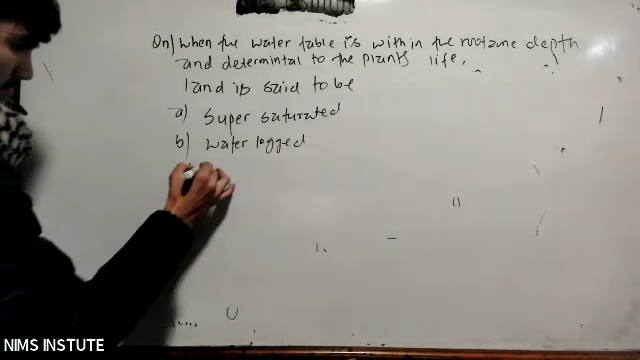 Qn) When the water table is within the rootzone depth
and determintal to the plants life,
land is said to be
a) Super saturated
b) Water logged
NIMS INSTUTE